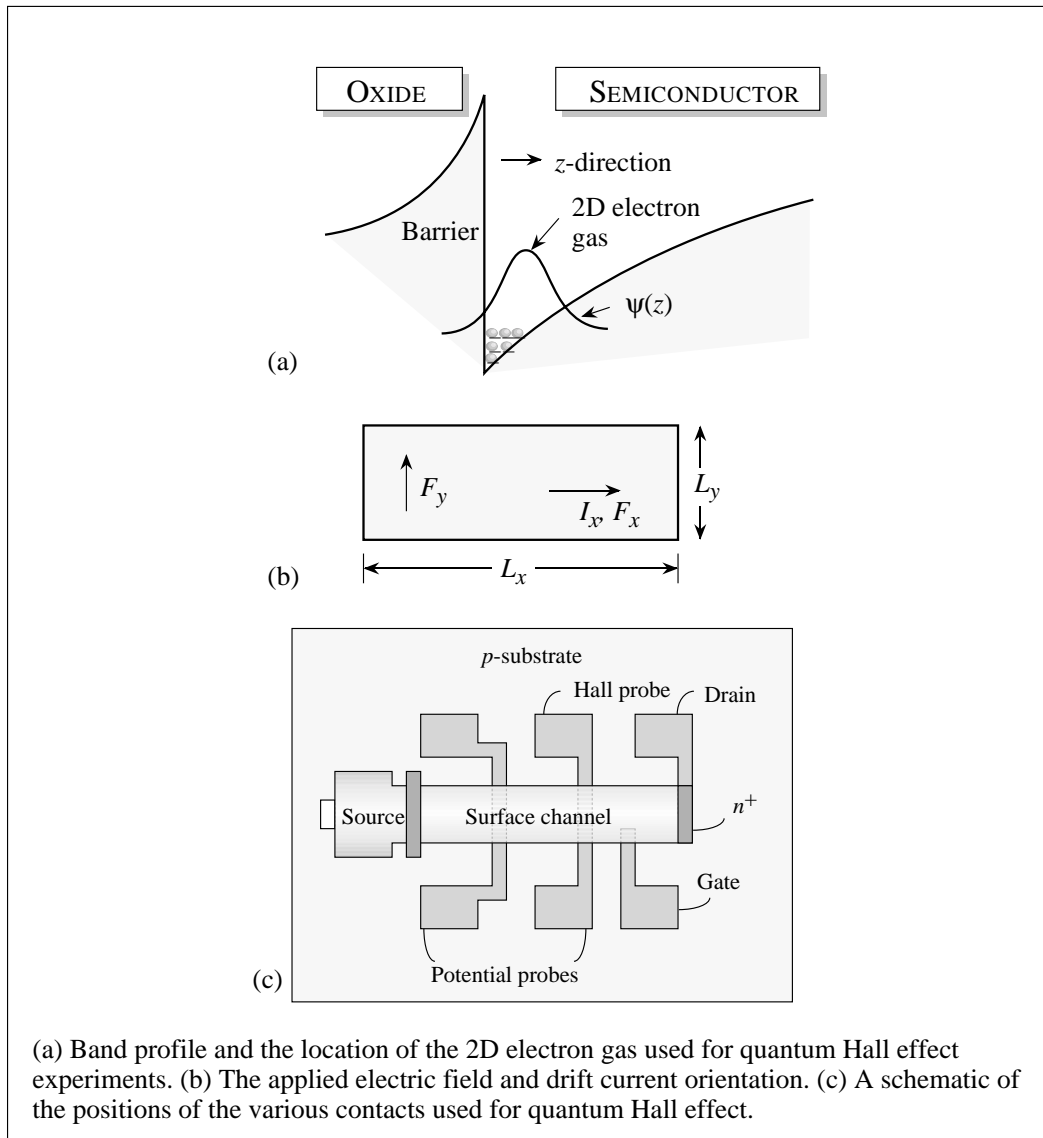 OXIDE
SEMICONDUCTOR
z-direction
2D electron
gas
Barrier
ψ(z)
(a)
F_y
I_x, F_x
L_y
L_x
(b)
p-substrate
Hall probe
Drain
Source
Surface channel
n⁺
Gate
Potential probes
(c)
(a) Band profile and the location of the 2D electron gas used for quantum Hall effect
experiments. (b) The applied electric field and drift current orientation. (c) A schematic of
the positions of the various contacts used for quantum Hall effect.